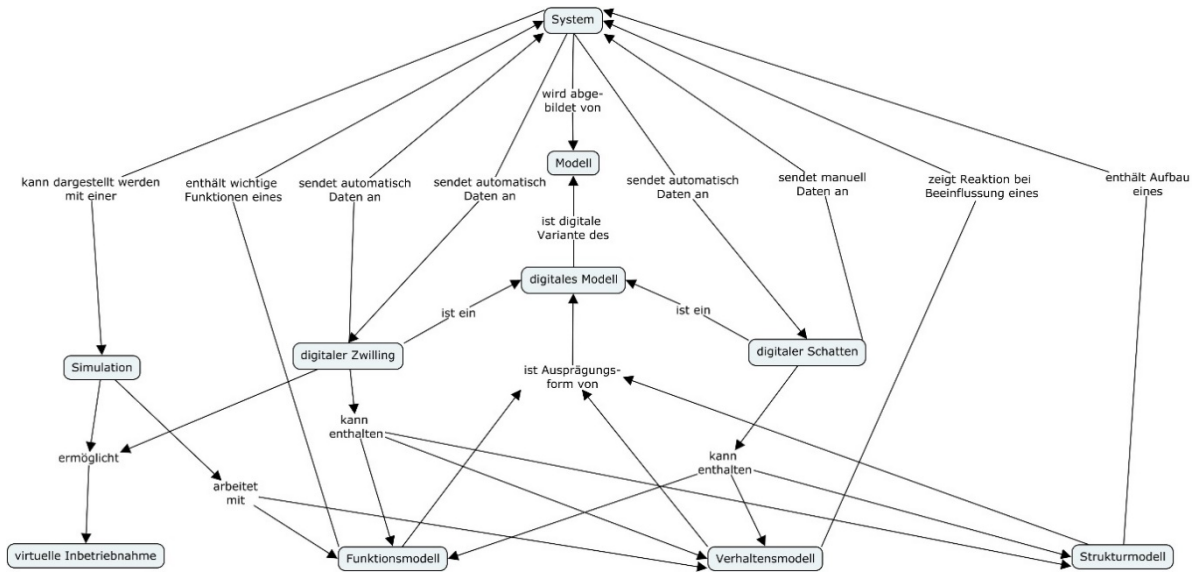 System
wird abge-
bildet von
Modell
kann dargestellt werden
mit einer
enthält wichtige
Funktionen eines
sendet automatisch
Daten an
sendet automatisch
Daten an
sendet automatisch
Daten an
sendet manuell
Daten an
zeigt Reaktion bei
Beeinflussung eines
enthält Aufbau
eines
ist digitale
Variante des
digitales Modell
ist ein
ist ein
Simulation
digitaler Zwilling
digitaler Schatten
ist Ausprägungs-
form von
kann
enthalten
ermöglicht
kann
enthalten
arbeitet
mit
virtuelle Inbetriebnahme
Funktionsmodell
Verhaltensmodell
Strukturmodell